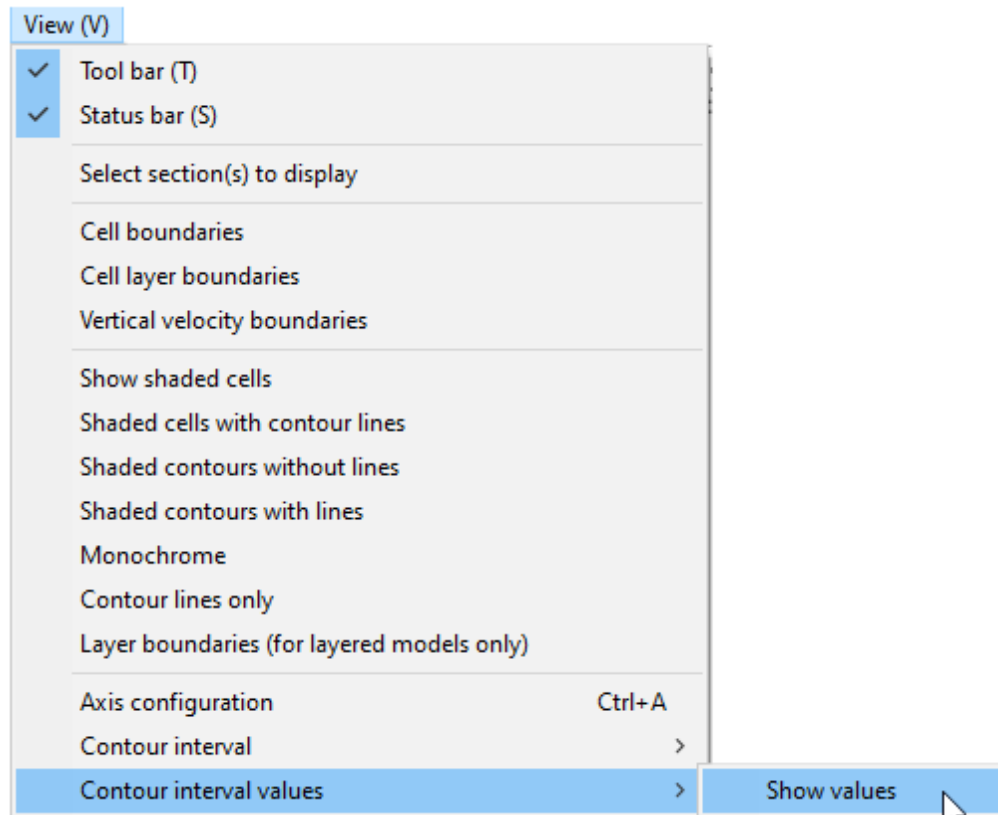 View (V)
Tool bar (T)
Status bar (S)
Select section(s) to display
Cell boundaries
Cell layer boundaries
Vertical velocity boundaries
Show shaded cells
Shaded cells with contour lines
Shaded contours without lines
Shaded contours with lines
Monochrome
Contour lines only
Layer boundaries (for layered models only)
Axis configuration Ctrl+A
Contour interval
Contour interval values Show values